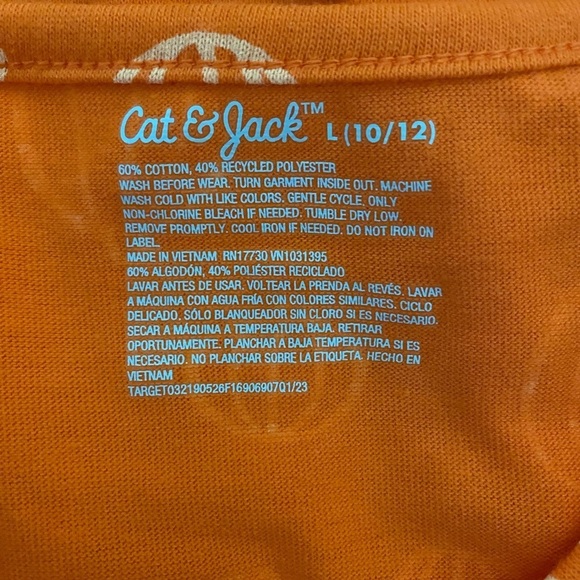 Cat & Jack™ L (10/12)
60% COTTON, 40% RECYCLED POLYESTER
WASH BEFORE WEAR. TURN GARMENT INSIDE OUT. MACHINE
WASH COLD WITH LIKE COLORS. GENTLE CYCLE. ONLY
NON-CHLORINE BLEACH IF NEEDED. TUMBLE DRY LOW.
REMOVE PROMPTLY. COOL IRON IF NEEDED. DO NOT IRON ON
LABEL.
MADE IN VIETNAM RN17730 VN1031395
60% ALGODÓN, 40% POLIÉSTER RECICLADO
LAVAR ANTES DE USAR. VOLTEAR LA PRENDA AL REVÉS. LAVAR
A MÁQUINA CON AGUA FRÍA CON COLORES SIMILARES. CICLO
DELICADO. SÓLO BLANQUEADOR SIN CLORO SI ES NECESARIO.
SECAR A MÁQUINA A TEMPERATURA BAJA. RETIRAR
OPORTUNAMENTE. PLANCHAR A BAJA TEMPERATURA SI ES
NECESARIO. NO PLANCHAR SOBRE LA ETIQUETA. HECHO EN
VIETNAM
TARGET032190526F16906907Q1/23